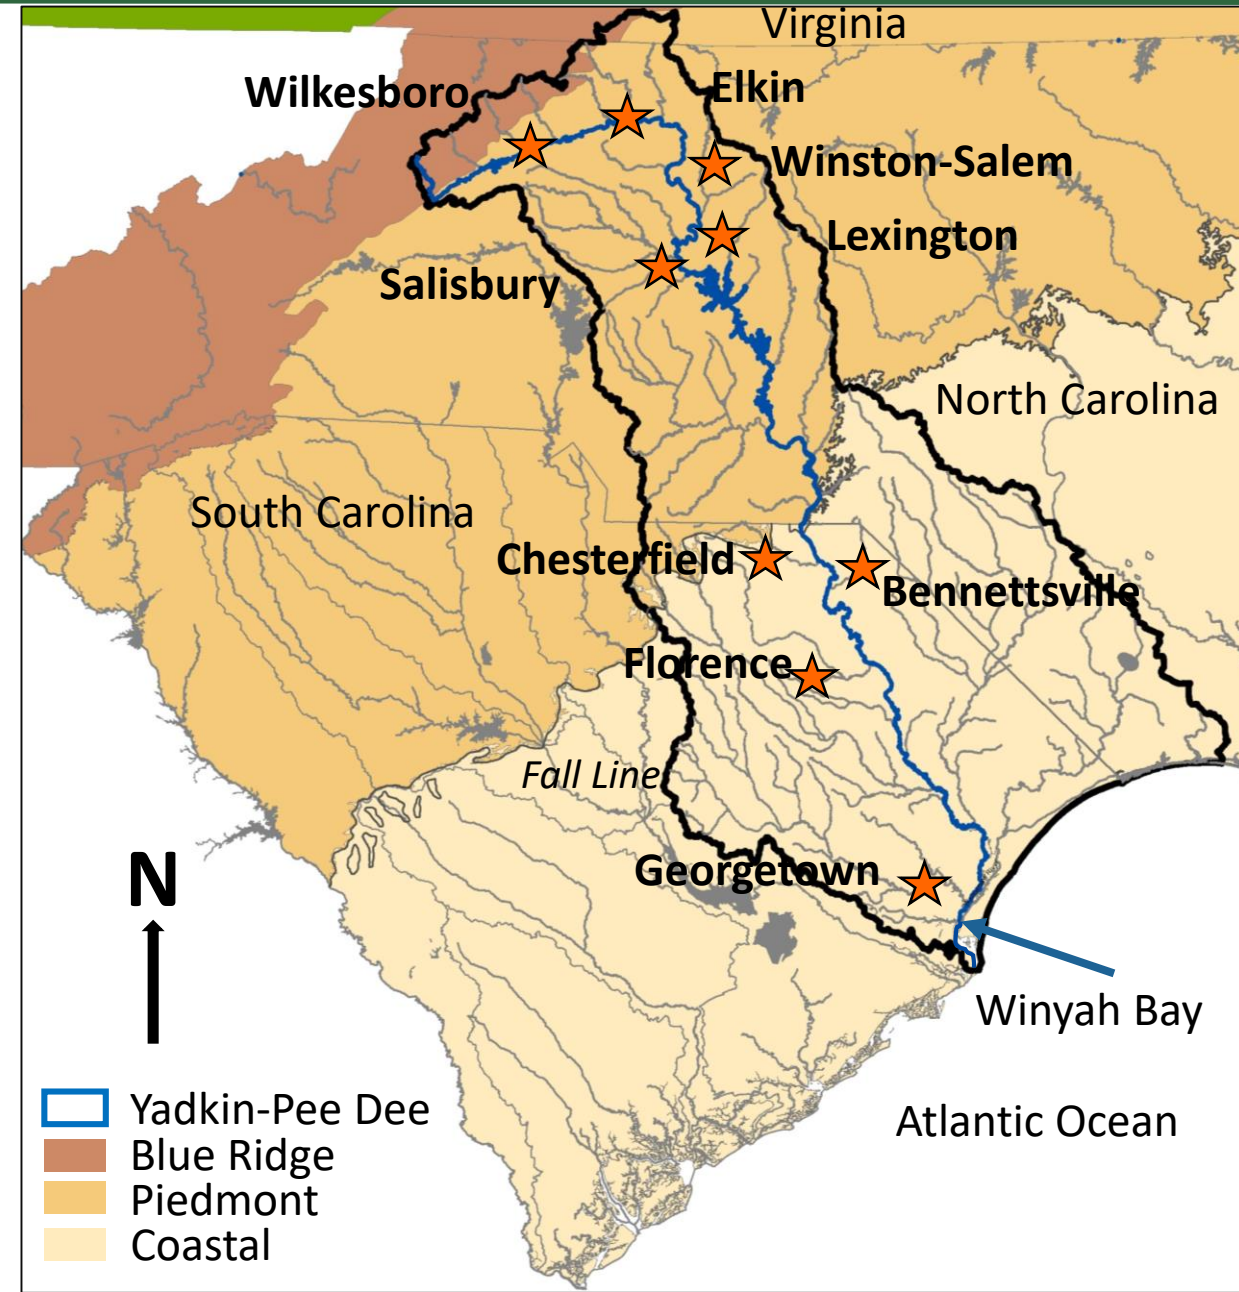 Virginia
Wilkesboro
Elkin
Winston-Salem
Lexington
Salisbury
North Carolina
South Carolina
Chesterfield
Bennettsville
Florence
Fall Line
Georgetown
N
Winyah Bay
Atlantic Ocean
Yadkin-Pee Dee
Blue Ridge
Piedmont
Coastal